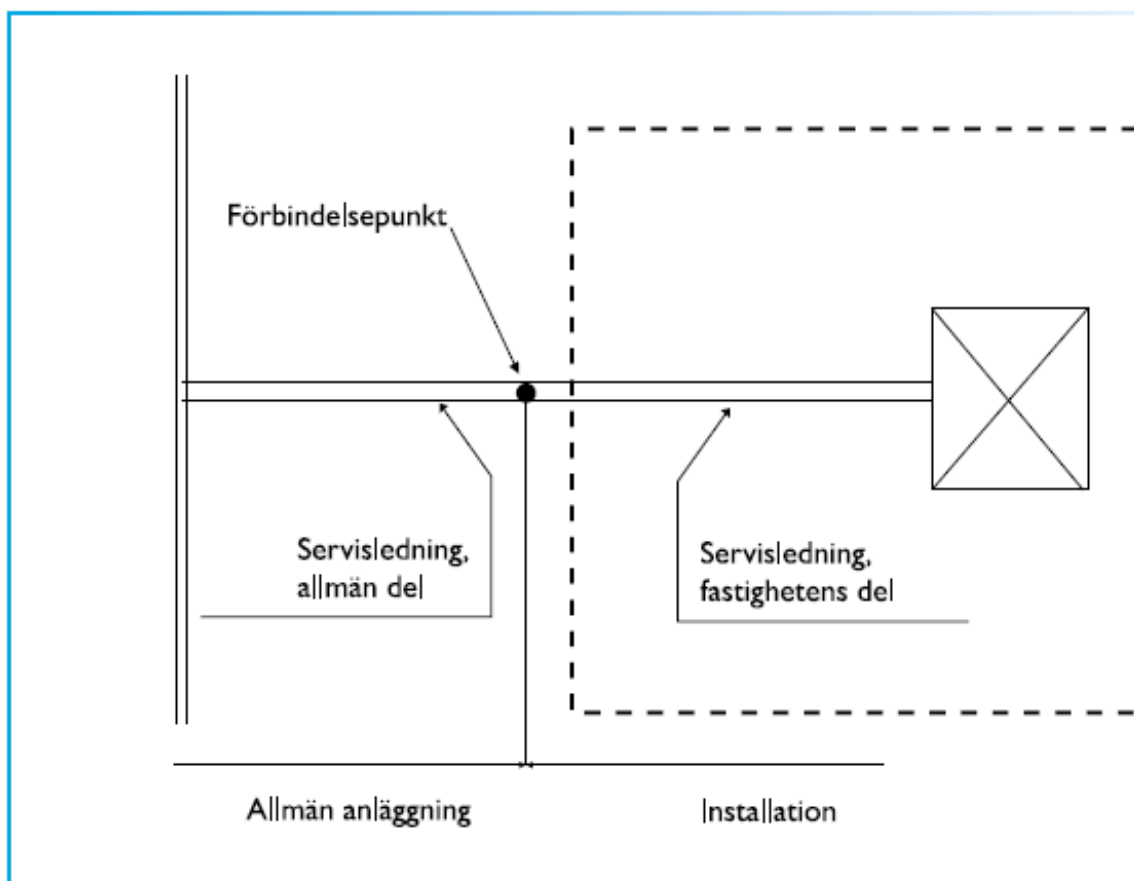 Förbindelsepunkt
Servisledning,
allmän del
Servisledning,
fastighetens del
Allmän anläggning
Installation